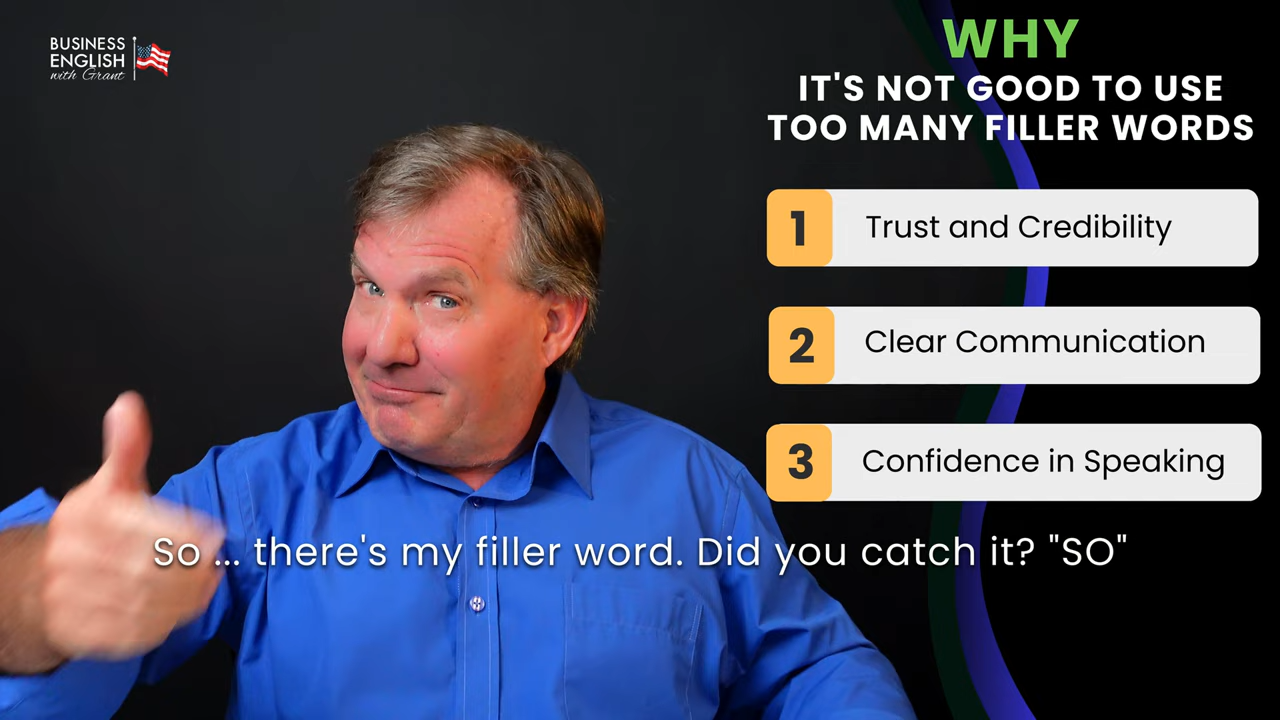 BUSINESS
ENGLISH
with Grant
WHY
IT'S NOT GOOD TO USE
TOO MANY FILLER WORDS
1 Trust and Credibility
2 Clear Communication
3 Confidence in Speaking
So ... there's my filler word. Did you catch it? "SO"